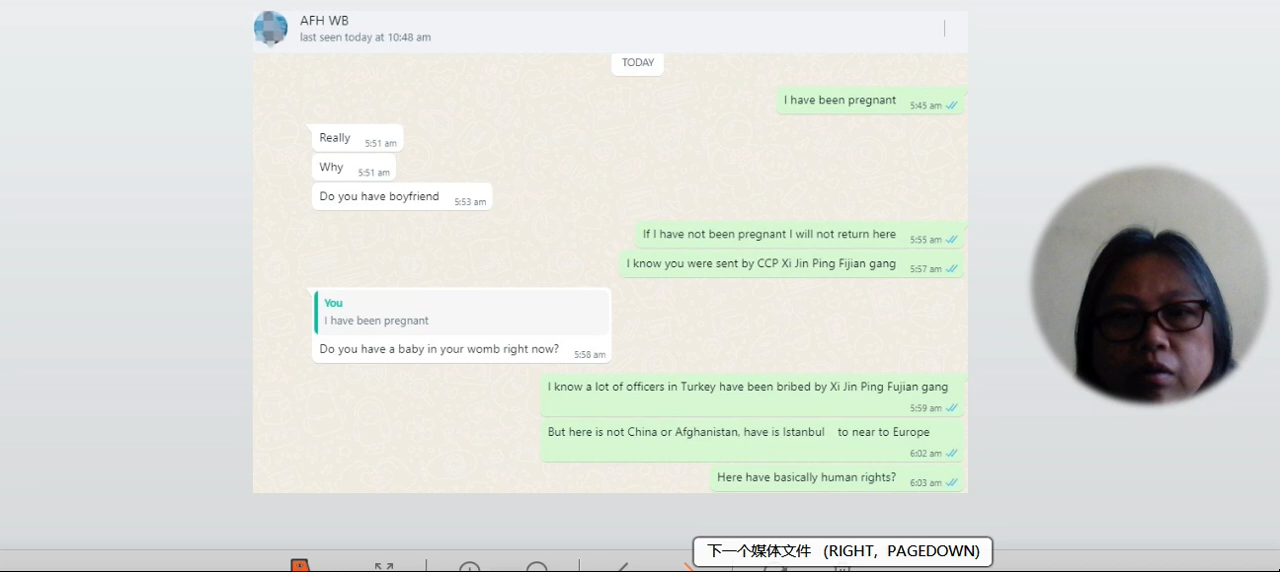 AFH WB
last seen today at 10:48 am
TODAY
I have been pregnant 5:45 am
Really 5:51 am
Why 5:51 am
Do you have boyfriend 5:53 am
If I have not been pregnant I will not return here 5:55 am
I know you were sent by CCP Xi Jin Ping Fijian gang 5:57 am
You
I have been pregnant
Do you have a baby in your womb right now? 5:58 am
I know a lot of officers in Turkey have been bribed by Xi Jin Ping Fujian gang
5:59 am
But here is not China or Afghanistan, have is Istanbul to near to Europe
6:02 am
Here have basically human rights? 6:03 am
下一个媒体文件 (RIGHT, PAGEDOWN)